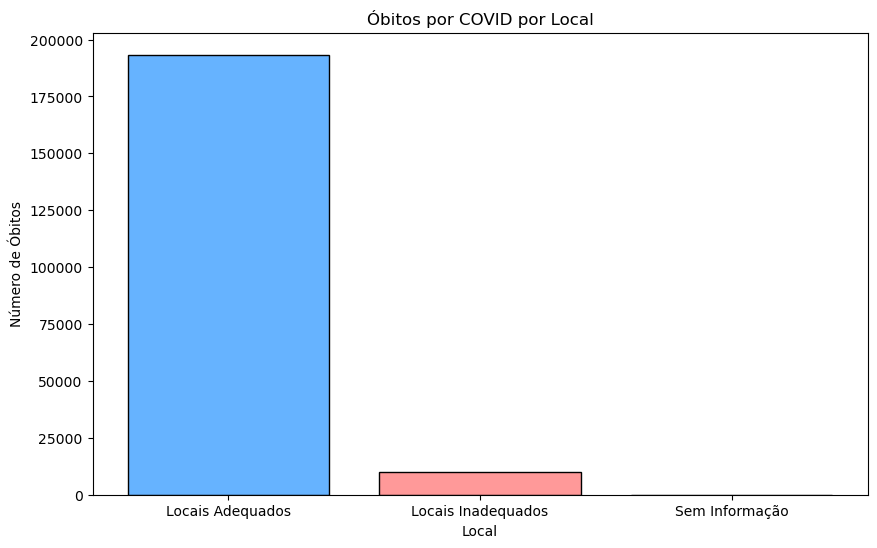 Óbitos por COVID por Local
200000
175000
150000
125000
100000
75000
50000
25000
0
Número de Óbitos
Locais Adequados
Locais Inadequados
Sem Informação
Local